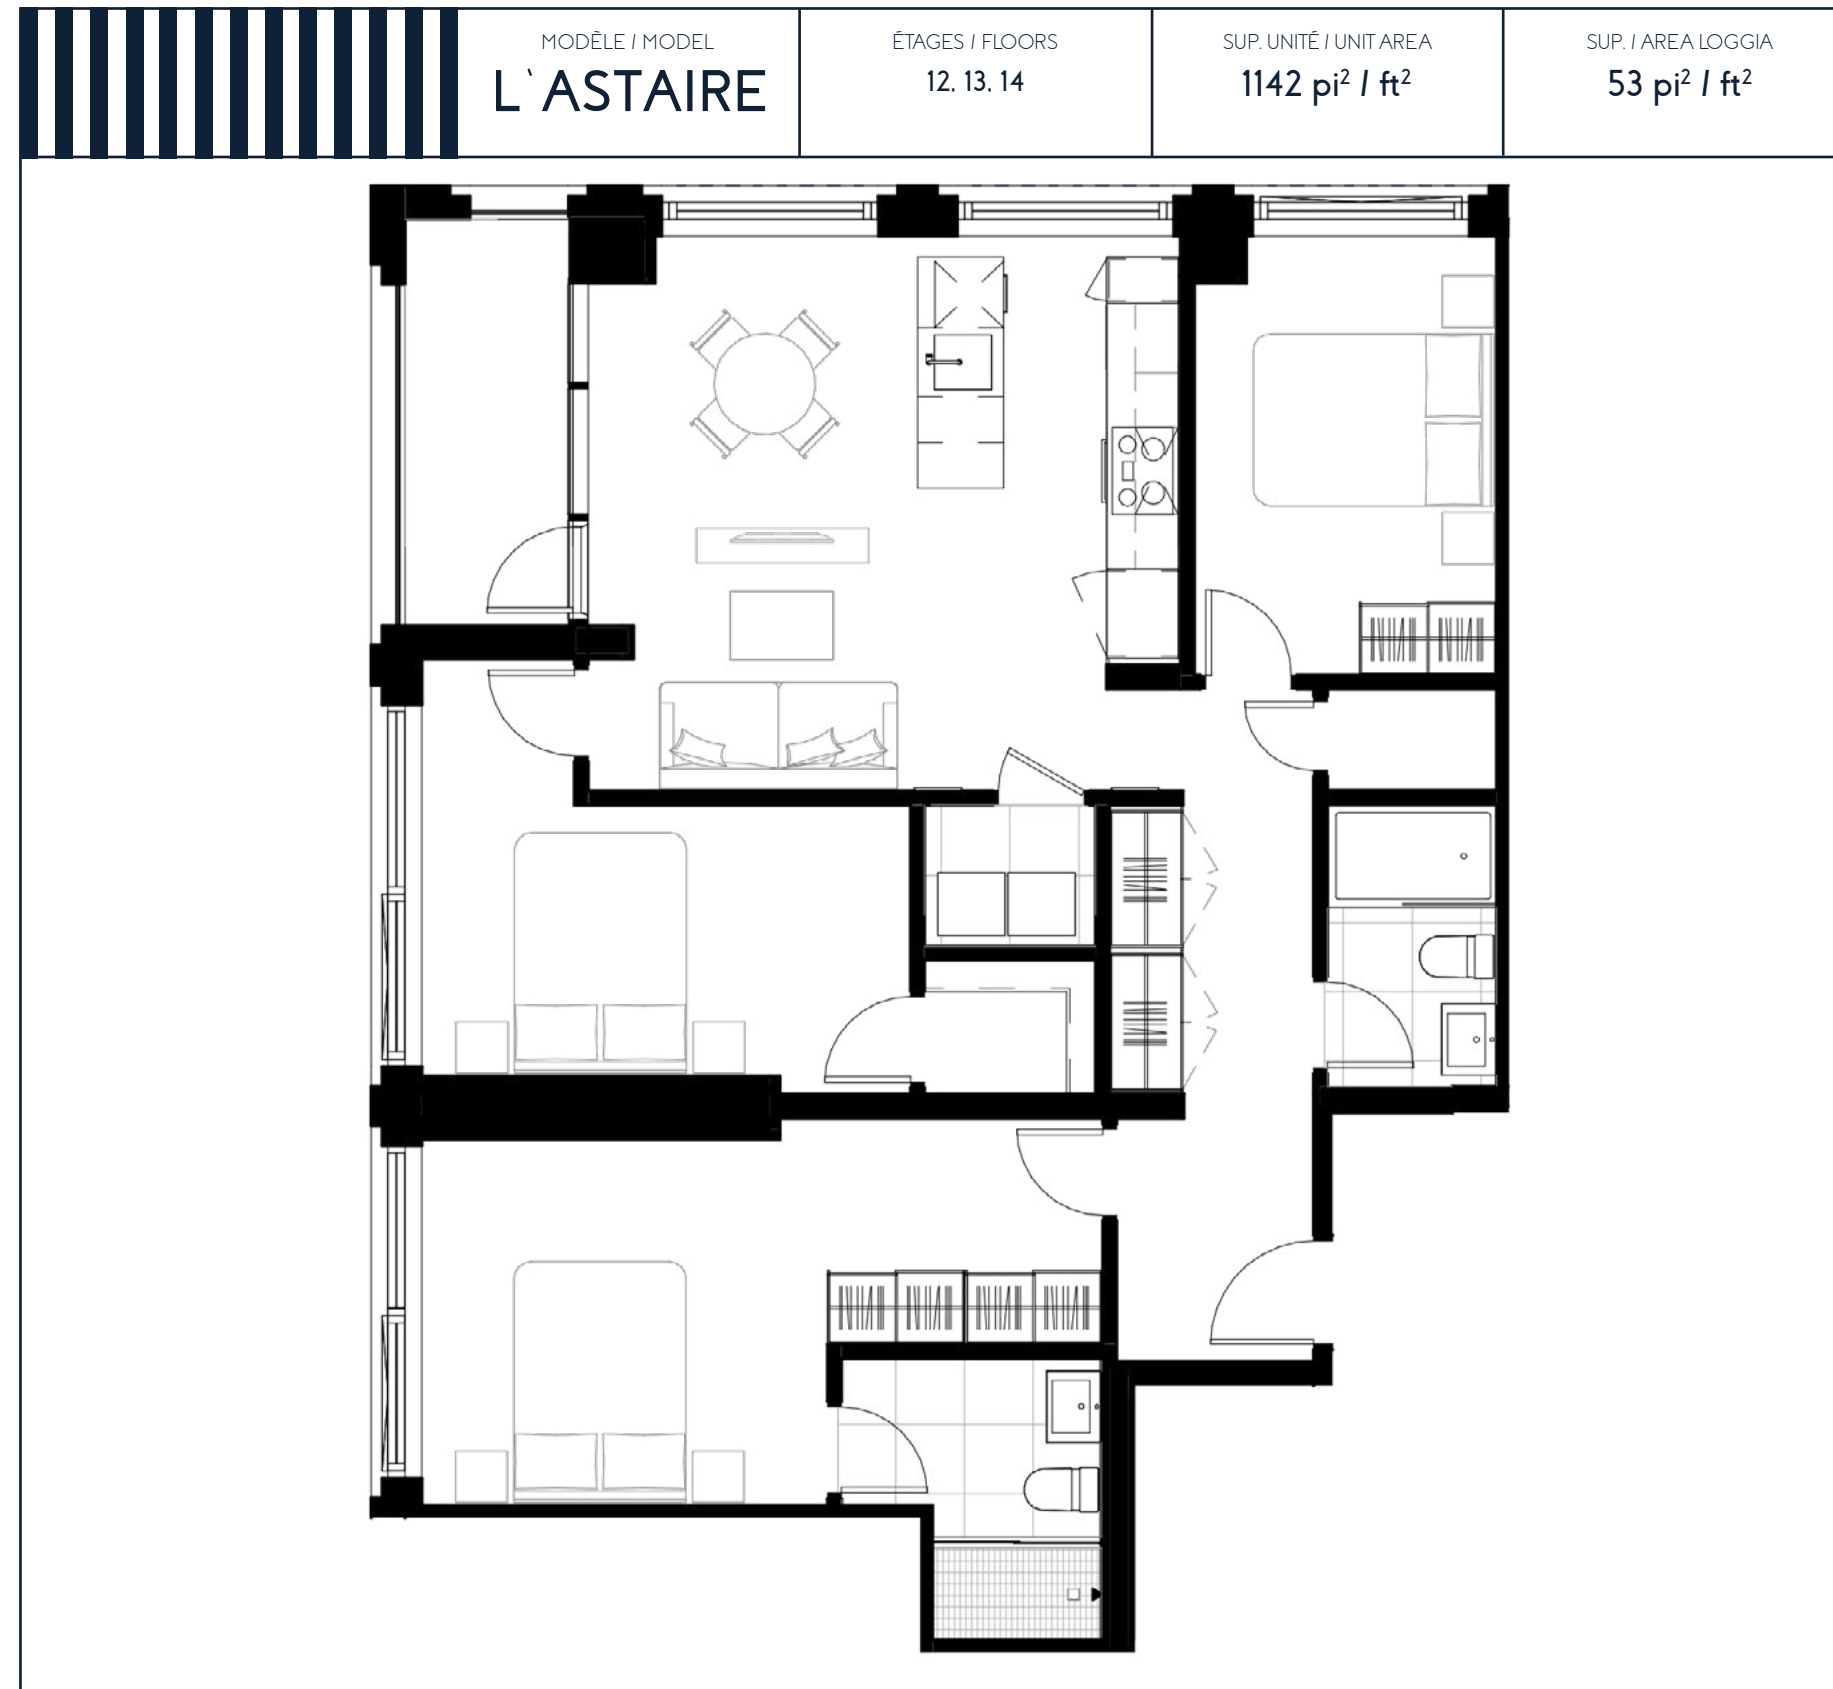 MODÈLE / MODEL
L`ASTAIRE
ÉTAGES / FLOORS
12, 13, 14
SUP. UNITÉ / UNIT AREA
1142 pi² / ft²
SUP. / AREA LOGGIA
53 pi² / ft²